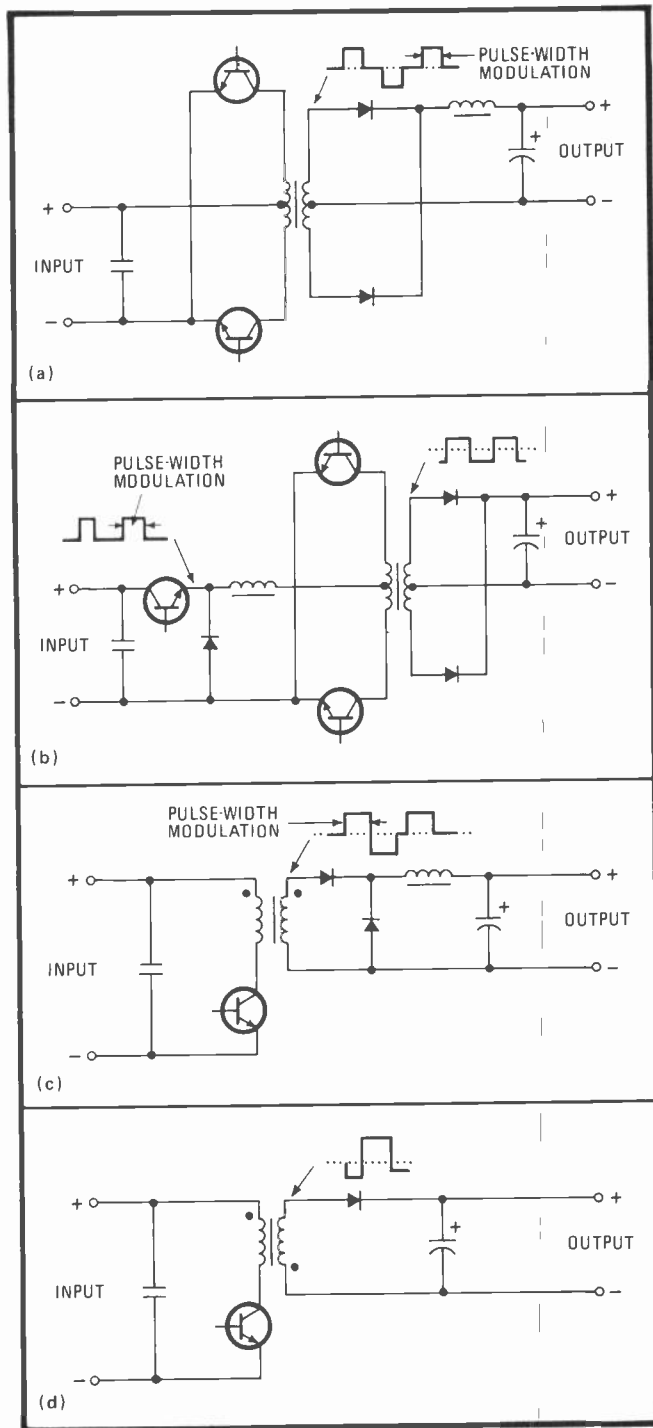 PULSE-WIDTH
MODULATION
+
+
OUTPUT
+
−
INPUT
−
(a)
PULSE-WIDTH
MODULATION
+
+
OUTPUT
+
−
INPUT
−
(b)
PULSE-WIDTH
MODULATION
+
+
+
OUTPUT
INPUT
−
−
(c)
+
+
+
OUTPUT
INPUT
−
−
(d)